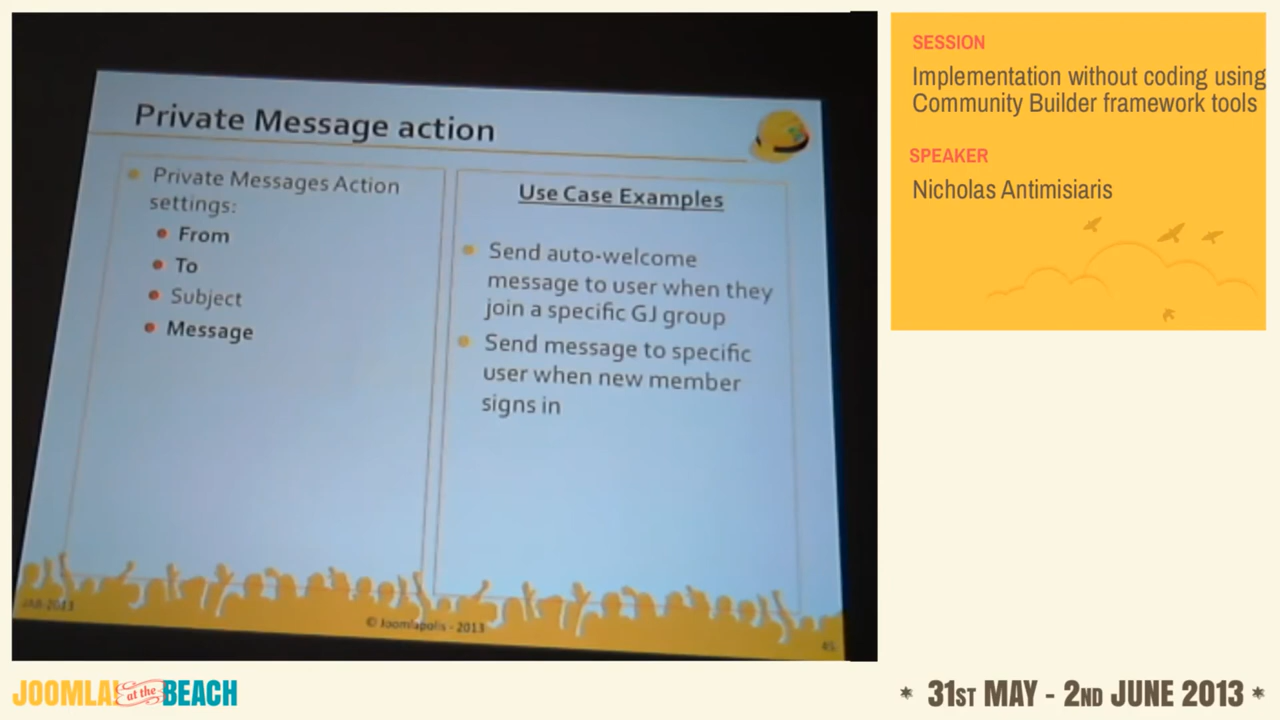 Private Message action
Private Messages Action
settings:
From
To
Subject
Message
Use Case Examples
Send auto-welcome
message to user when they
join a specific GJ group
Send message to specific
user when new member
signs in
JAB-2013
© Joomlapolis - 2013
45
SESSION
Implementation without coding using
Community Builder framework tools
SPEAKER
Nicholas Antimisiaris
JOOMLA! at the BEACH
* 31ST MAY - 2ND JUNE 2013 *